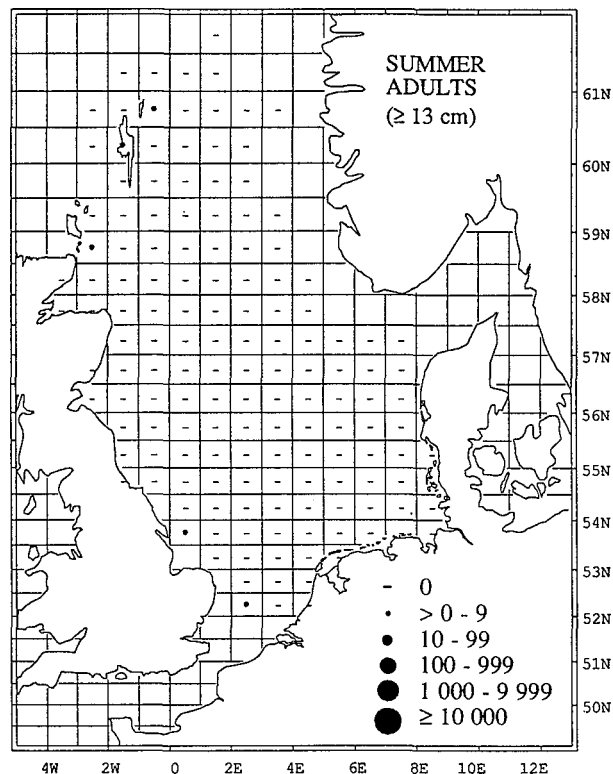 SUMMER
ADULTS
(≥ 13 cm)
61N
60N
59N
58N
57N
56N
55N
54N
53N
52N
51N
50N
- 0
• > 0 - 9
● 10 - 99
● 100 - 999
● 1 000 - 9 999
● ≥ 10 000
4W 2W 0 2E 4E 6E 8E 10E 12E